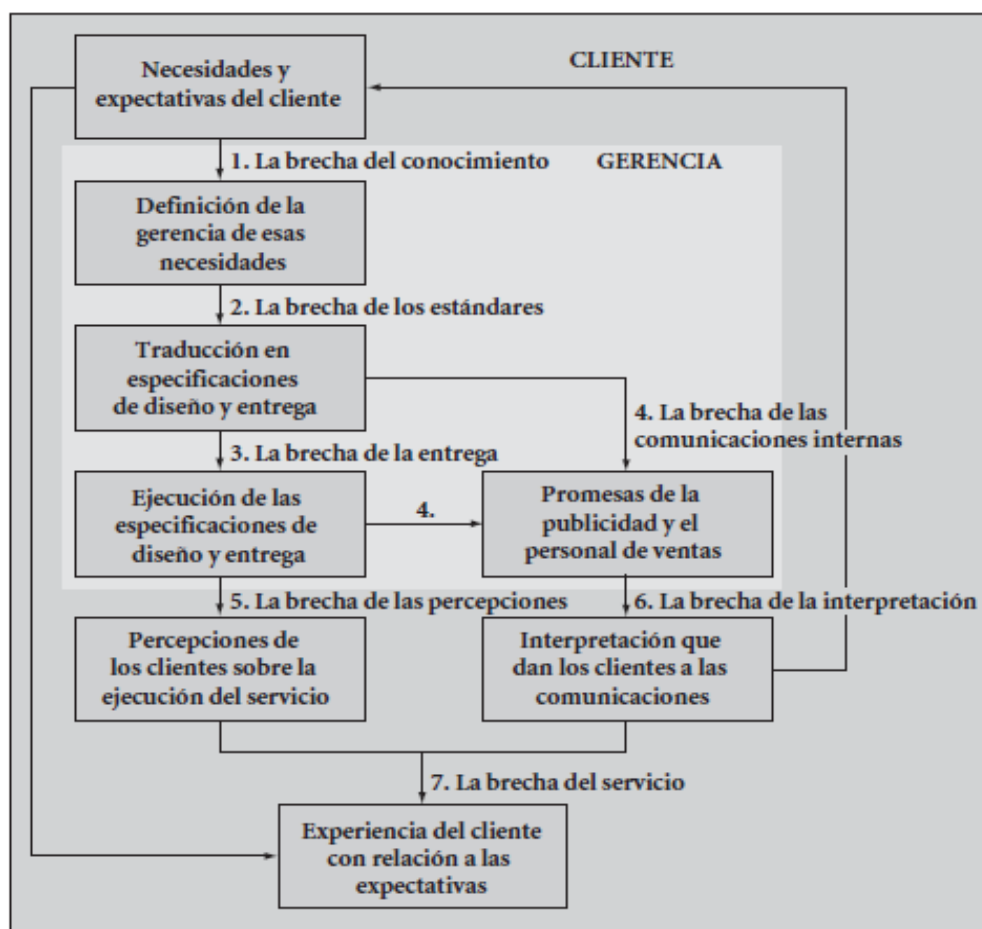 CLIENTE
Necesidades y
expectativas del cliente
1. La brecha del conocimiento
GERENCIA
Definición de la
gerencia de esas
necesidades
2. La brecha de los estándares
Traducción en
especificaciones
de diseño y entrega
4. La brecha de las
comunicaciones internas
3. La brecha de la entrega
Ejecución de las
especificaciones de
diseño y entrega
4.
Promesas de la
publicidad y el
personal de ventas
5. La brecha de las percepciones
6. La brecha de la interpretación
Percepciones de
los clientes sobre la
ejecución del servicio
Interpretación que
dan los clientes a las
comunicaciones
7. La brecha del servicio
Experiencia del cliente
con relación a las
expectativas